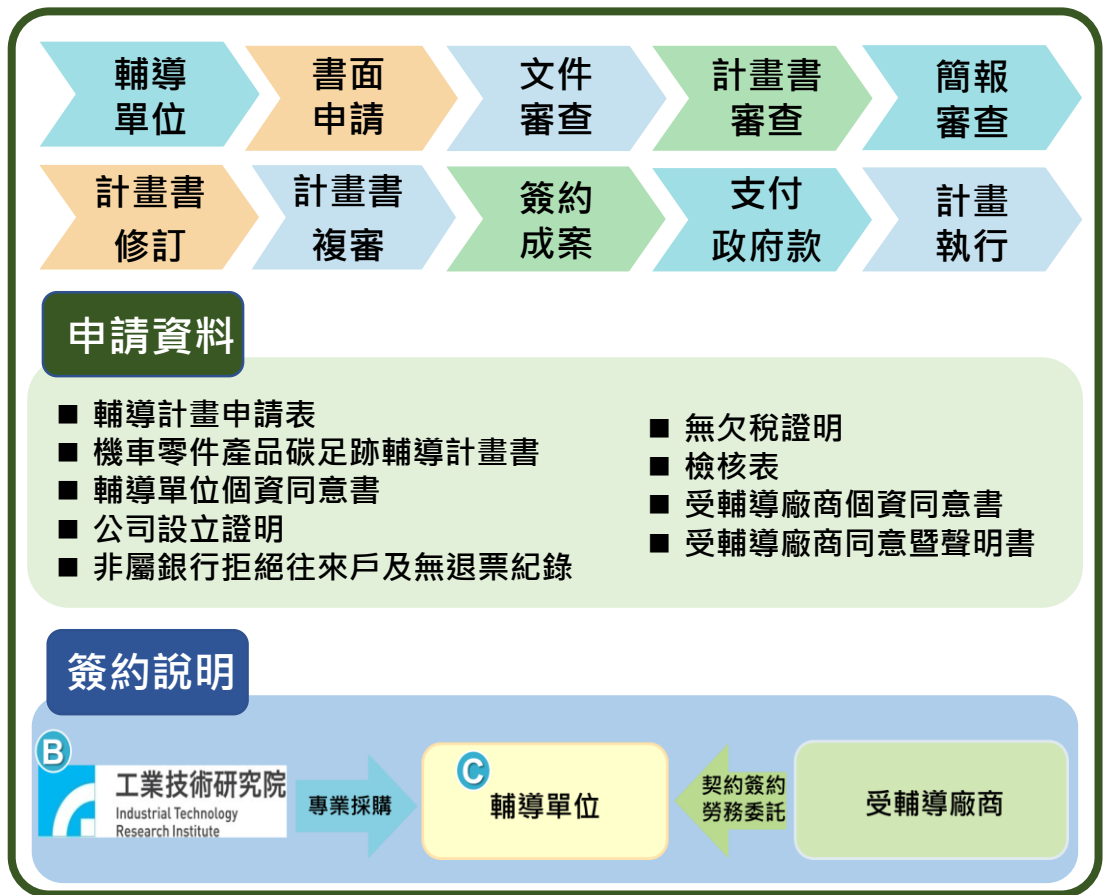 輔導
單位
書面
申請
文件
審查
計畫書
審查
簡報
審查
計畫書
修訂
計畫書
複審
簽約
成案
支付
政府款
計畫
執行
申請資料
■ 輔導計畫申請表
■ 機車零件產品碳足跡輔導計畫書
■ 輔導單位個資同意書
■ 公司設立證明
■ 非屬銀行拒絕往來戶及無退票紀錄
■ 無欠稅證明
■ 檢核表
■ 受輔導廠商個資同意書
■ 受輔導廠商同意暨聲明書
簽約說明
B
工業技術研究院
Industrial Technology
Research Institute
專業採購
C
輔導單位
契約簽約
勞務委託
受輔導廠商